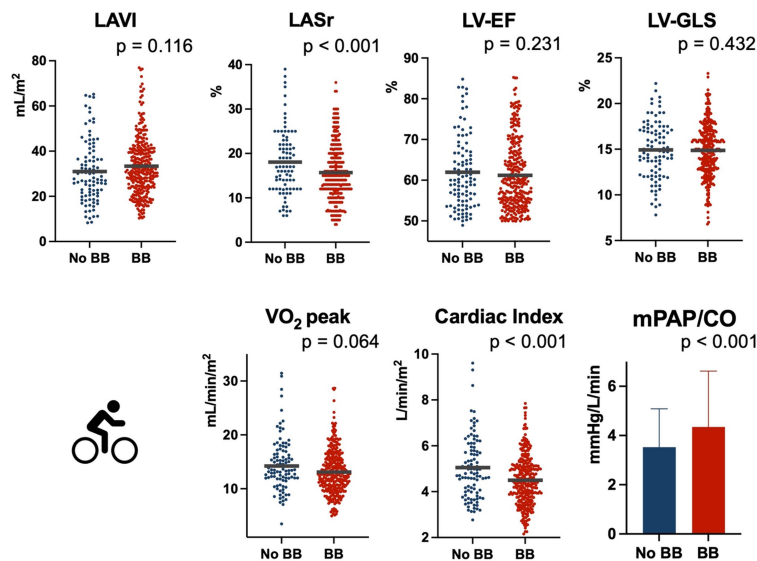 LAVI
p = 0.116
mL/m²
80
60
40
20
0
No BB
BB
LASr
p < 0.001
%
40
30
20
10
0
No BB
BB
LV-EF
p = 0.231
%
90
80
70
60
50
No BB
BB
LV-GLS
p = 0.432
%
25
20
15
10
5
No BB
BB
VO₂ peak
p = 0.064
mL/min/m²
30
20
10
No BB
BB
Cardiac Index
p < 0.001
L/min/m²
10
8
6
4
2
No BB
BB
mPAP/CO
p < 0.001
mmHg/L/min
6
4
2
0
No BB
BB